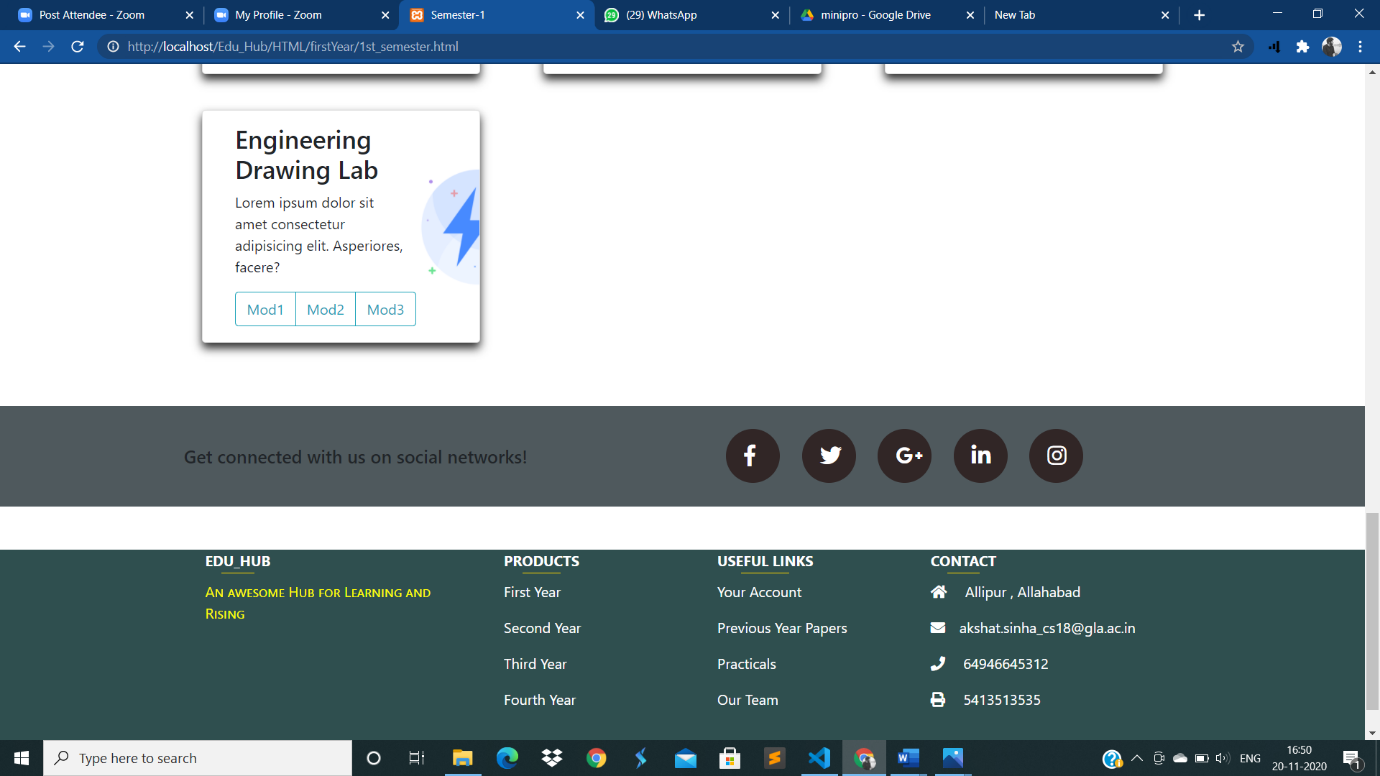 Post Attendee - Zoom
My Profile - Zoom
Semester-1
29
(29) WhatsApp
minipro - Google Drive
New Tab
http://localhost/Edu_Hub/HTML/firstYear/1st_semester.html
Engineering
Drawing Lab
Lorem ipsum dolor sit
amet consectetur
adipisicing elit. Asperiores,
facere?
Mod1 Mod2 Mod3
Get connected with us on social networks!
EDU_HUB
An awesome Hub for Learning and
Rising
PRODUCTS
First Year
Second Year
Third Year
Fourth Year
USEFUL LINKS
Your Account
Previous Year Papers
Practicals
Our Team
CONTACT
Allipur , Allahabad
akshat.sinha_cs18@gla.ac.in
64946645312
5413513535
Type here to search
ENG
16:50
20-11-2020
1